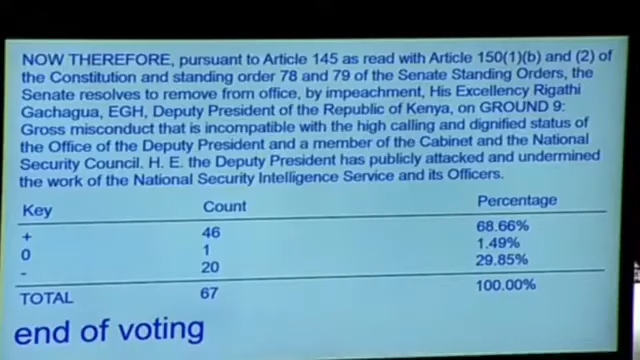 NOW THEREFORE, pursuant to Article 145 as read with Article 150(1)(b) and (2) of
the Constitution and standing order 78 and 79 of the Senate Standing Orders, the
Senate resolves to remove from office, by impeachment, His Excellency Rigathi
Gachagua, EGH, Deputy President of the Republic of Kenya, on GROUND 9:
Gross misconduct that is incompatible with the high calling and dignified status of
the Office of the Deputy President and a member of the Cabinet and the National
Security Council. H. E. the Deputy President has publicly attacked and undermined
the work of the National Security Intelligence Service and its Officers.
Key Count Percentage
+ 46 68.66%
0 1 1.49%
- 20 29.85%
TOTAL 67 100.00%
end of voting